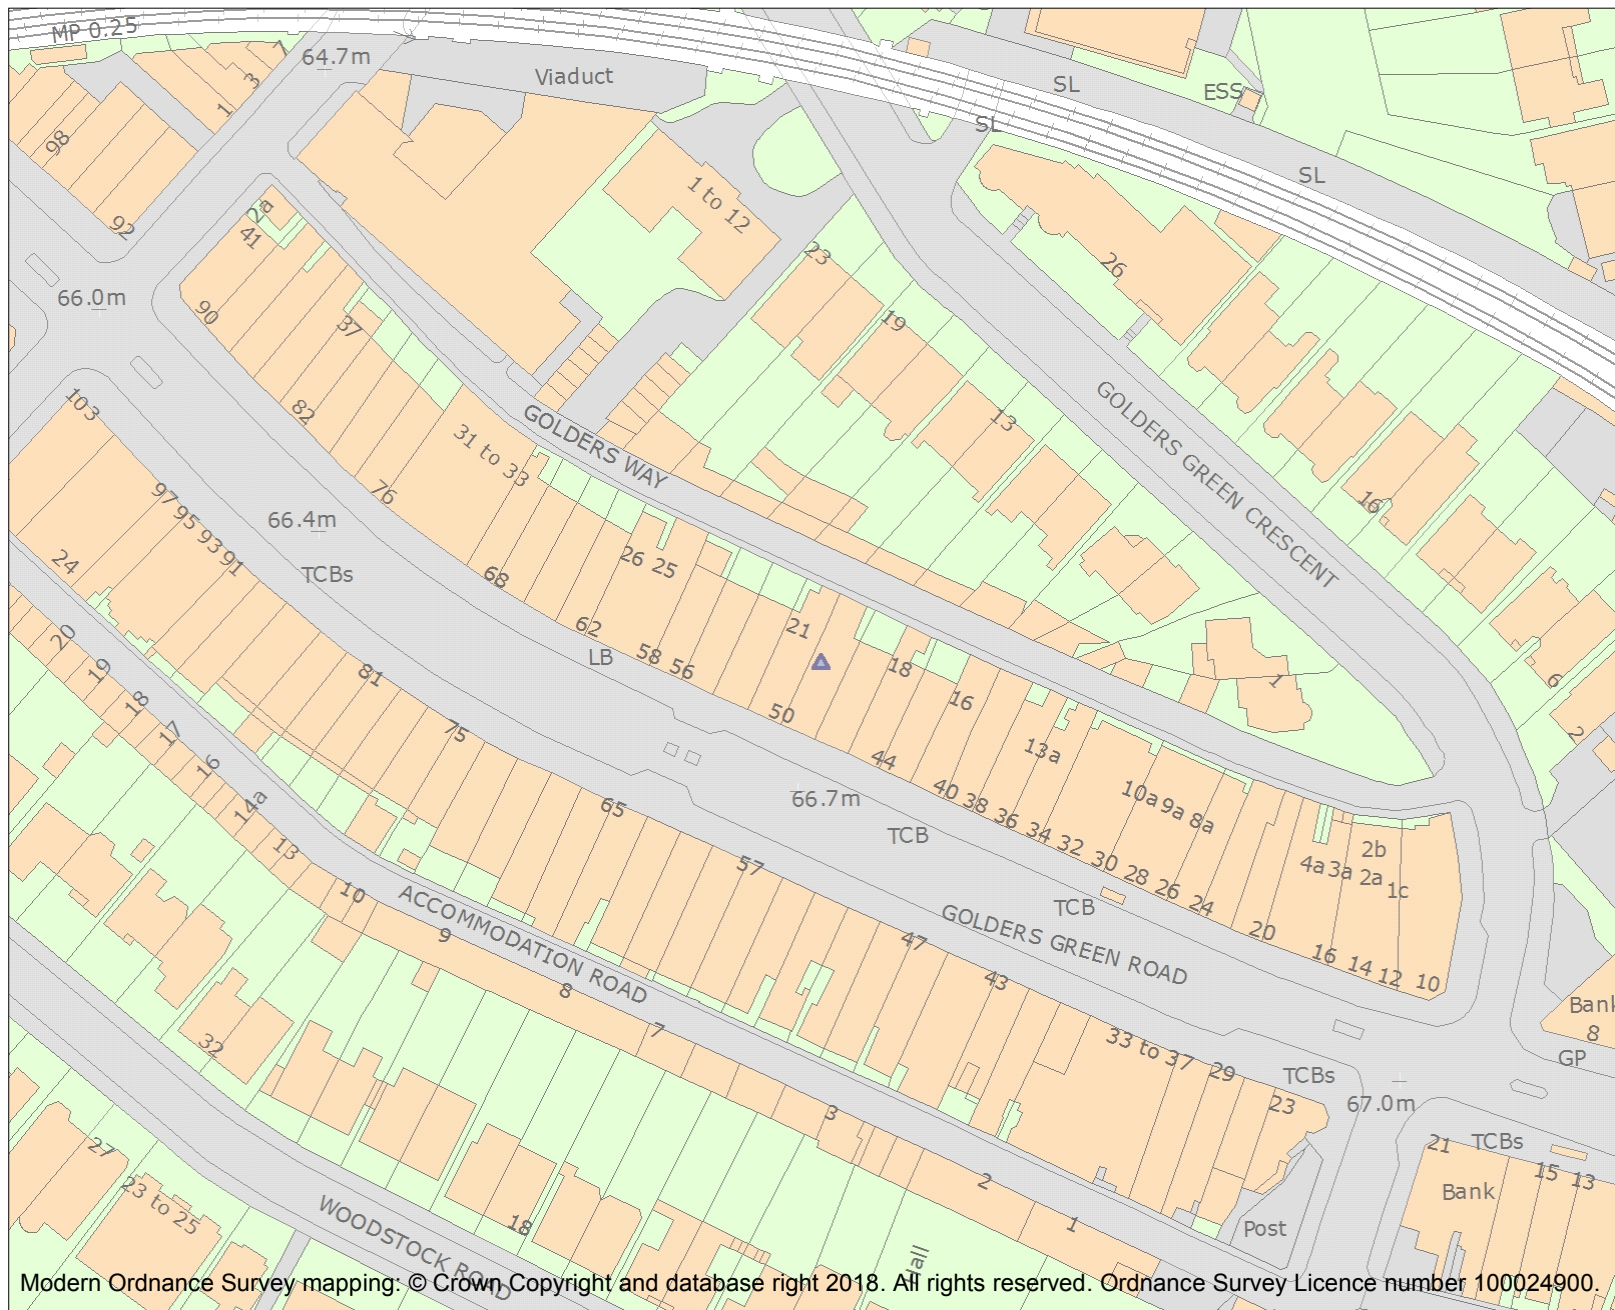 MP 0.25
64.7m
Viaduct
SL
ESS
SL
SL
7
3
1
98
92
2a
41
1 to 12
23
26
66.0m
90
37
19
82
103
31 to 33
13
GOLDERS WAY
GOLDERS GREEN CRESCENT
76
97
95
93
91
66.4m
16
24
TCBs
68
26
25
62
21
LB
58
56
18
16
50
44
1
6
2
20
19
18
17
16
14a
13
10
81
75
65
57
66.7m
TCB
13a
10a
9a
8a
40
38
36
34
32
30
28
26
24
20
16
14
12
10
4a
3a
2a
2b
1c
TCB
GOLDERS GREEN ROAD
47
43
ACCOMMODATION ROAD
9
8
7
3
2
1
33 to 37
29
23
TCBs
67.0m
Bank
8
GP
TCBs
21
15
13
Bank
Post
32
27
23 to 25
18
WOODSTOCK ROAD
Hall
Modern Ordnance Survey mapping: © Crown Copyright and database right 2018. All rights reserved. Ordnance Survey Licence number 100024900.